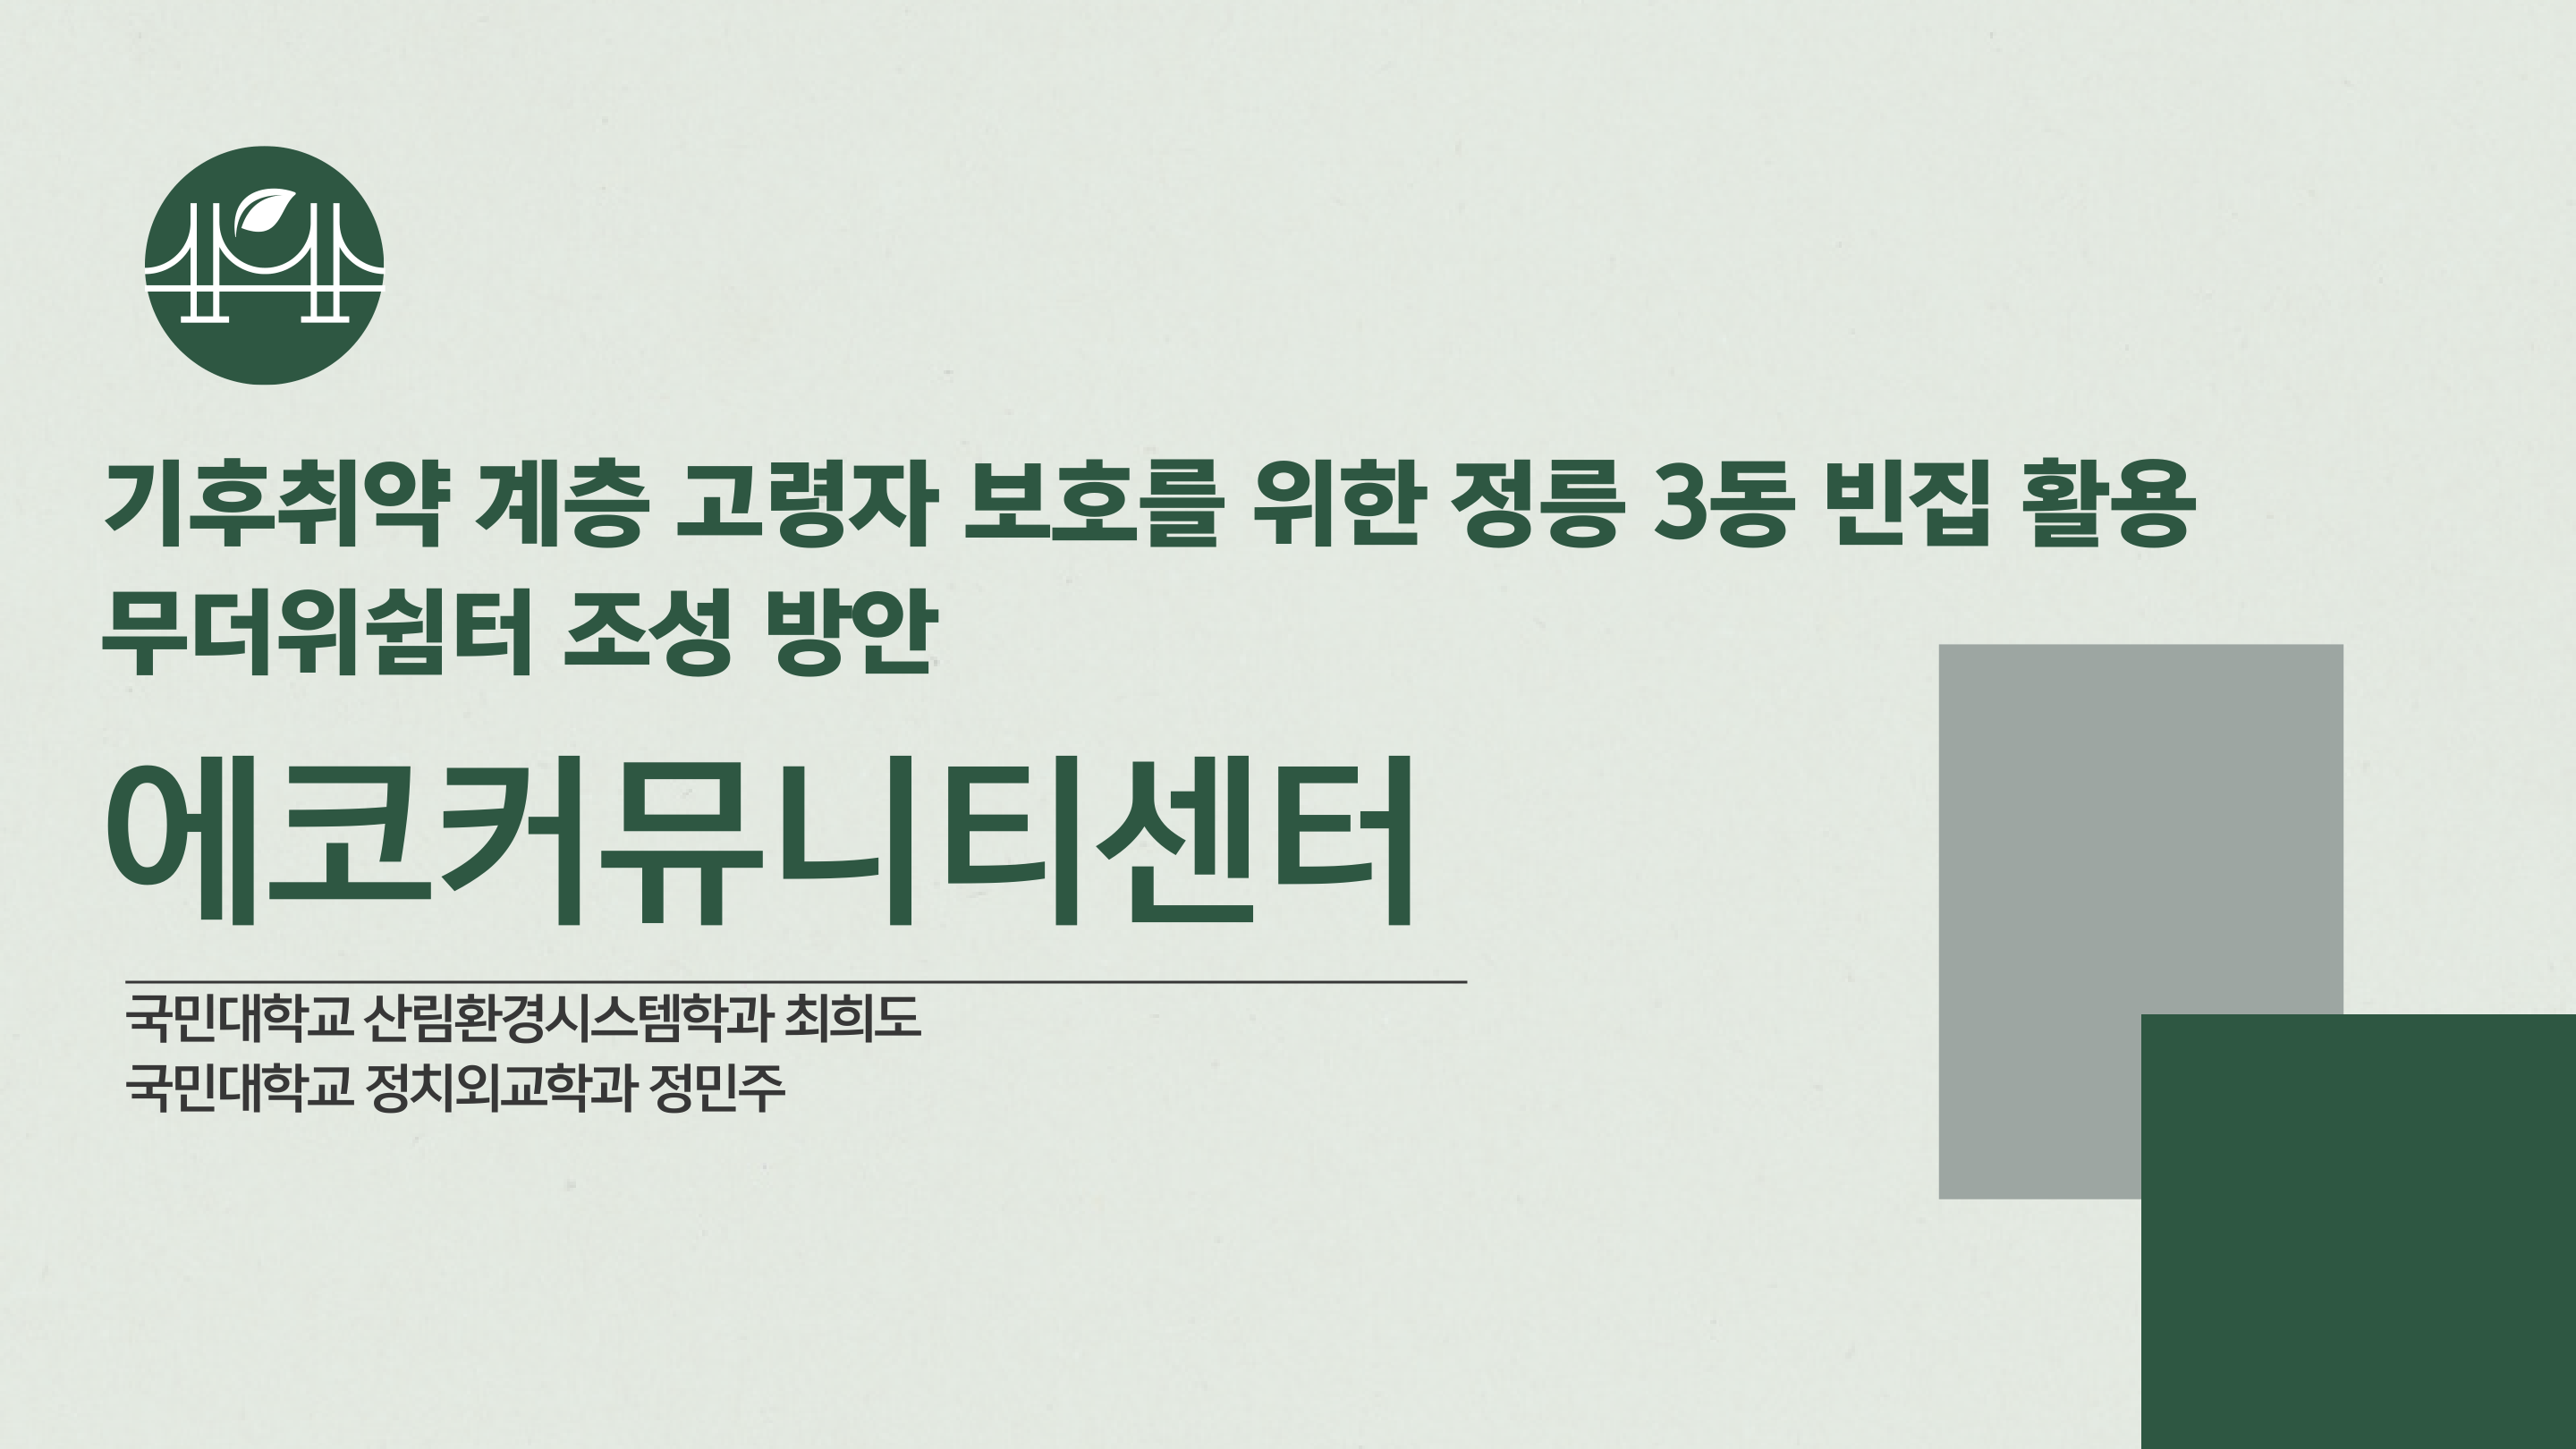 기후취약 계층 고령자 보호를 위한 정릉 3동 빈집 활용
무더위쉼터 조성 방안
에코커뮤니티센터
국민대학교 산림환경시스템학과 최희도
국민대학교 정치외교학과 정민주